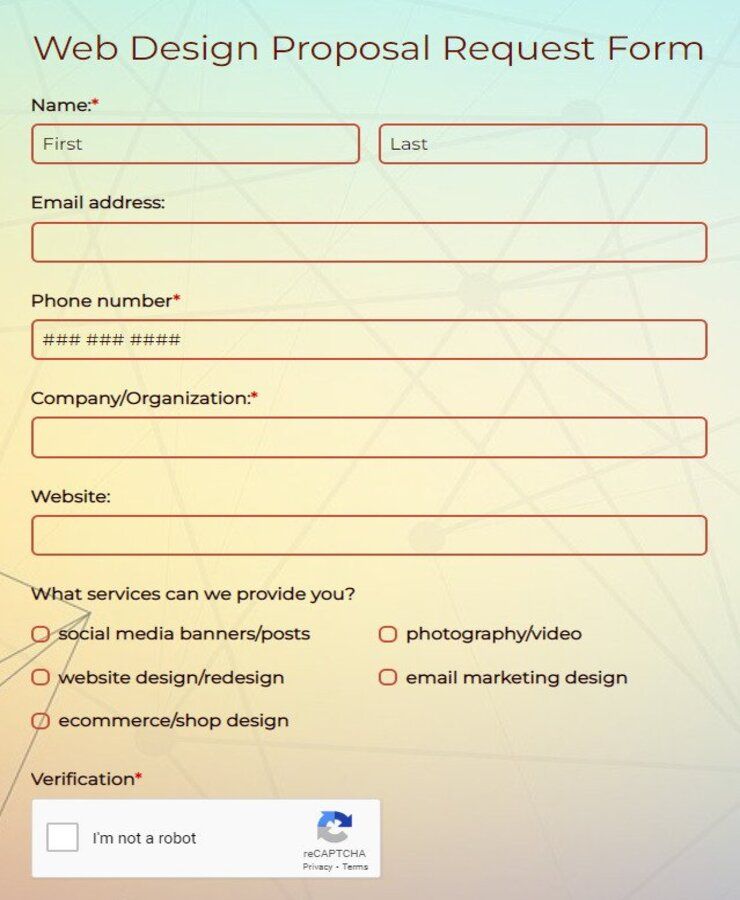 Web Design Proposal Request Form
Name:*
First Last
Email address:
Phone number*
### ### ####
Company/Organization:*
Website:
What services can we provide you?
social media banners/posts photography/video
website design/redesign email marketing design
ecommerce/shop design
Verification*
I'm not a robot
reCAPTCHA
Privacy - Terms